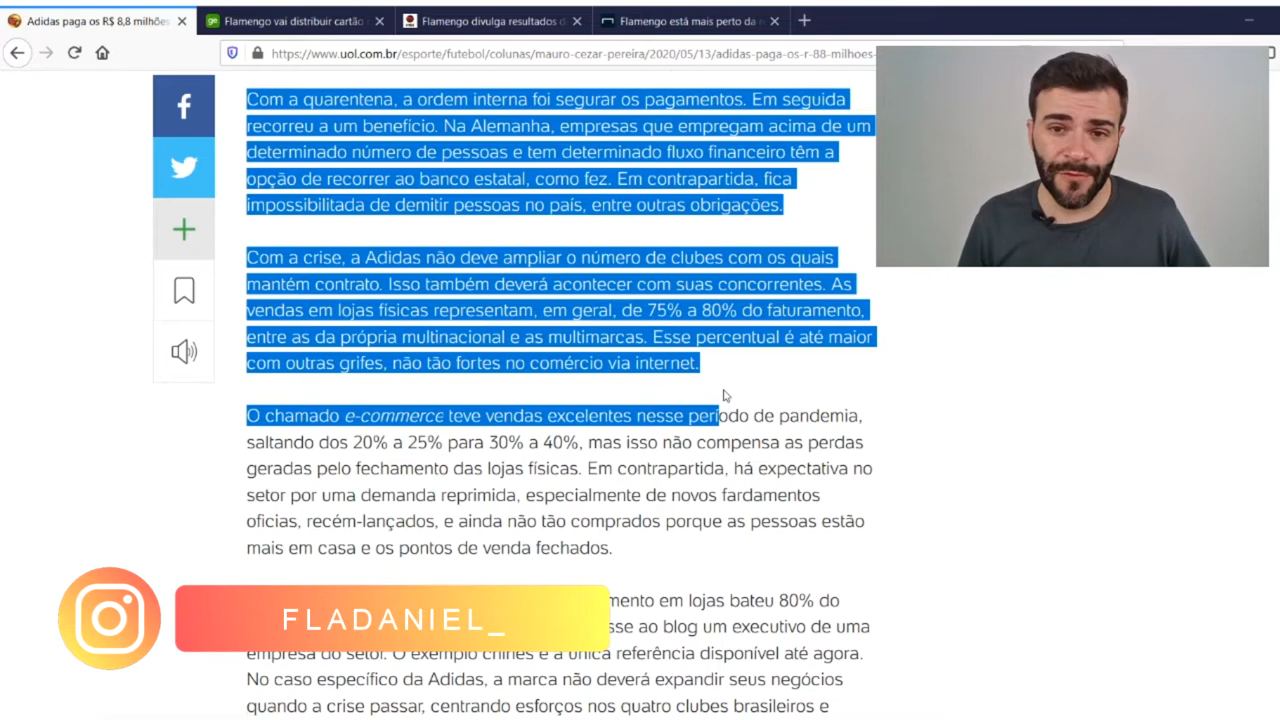 Adidas paga os R$ 8,8 milhões
Flamengo vai distribuir cartão
Flamengo divulga resultados d
Flamengo está mais perto da r
https://www.uol.com.br/esporte/futebol/colunas/mauro-cezar-pereira/2020/05/13/adidas-paga-os-r-88-milhoes-
Com a quarentena, a ordem interna foi segurar os pagamentos. Em seguida
recorreu a um benefício. Na Alemanha, empresas que empregam acima de um
determinado número de pessoas e tem determinado fluxo financeiro têm a
opção de recorrer ao banco estatal, como fez. Em contrapartida, fica
impossibilitada de demitir pessoas no país, entre outras obrigações.
Com a crise, a Adidas não deve ampliar o número de clubes com os quais
mantém contrato. Isso também deverá acontecer com suas concorrentes. As
vendas em lojas físicas representam, em geral, de 75% a 80% do faturamento,
entre as da própria multinacional e as multimarcas. Esse percentual é até maior
com outras grifes, não tão fortes no comércio via internet.
O chamado e-commerce teve vendas excelentes nesse período de pandemia,
saltando dos 20% a 25% para 30% a 40%, mas isso não compensa as perdas
geradas pelo fechamento das lojas físicas. Em contrapartida, há expectativa no
setor por uma demanda reprimida, especialmente de novos fardamentos
oficias, recém-lançados, e ainda não tão comprados porque as pessoas estão
mais em casa e os pontos de venda fechados.
mento em lojas bateu 80% do
FLADANIEL_
sse ao blog um executivo de uma
empresa do setor. O exemplo chinês é a única referência disponível até agora.
No caso específico da Adidas, a marca não deverá expandir seus negócios
quando a crise passar, centrando esforços nos quatro clubes brasileiros e